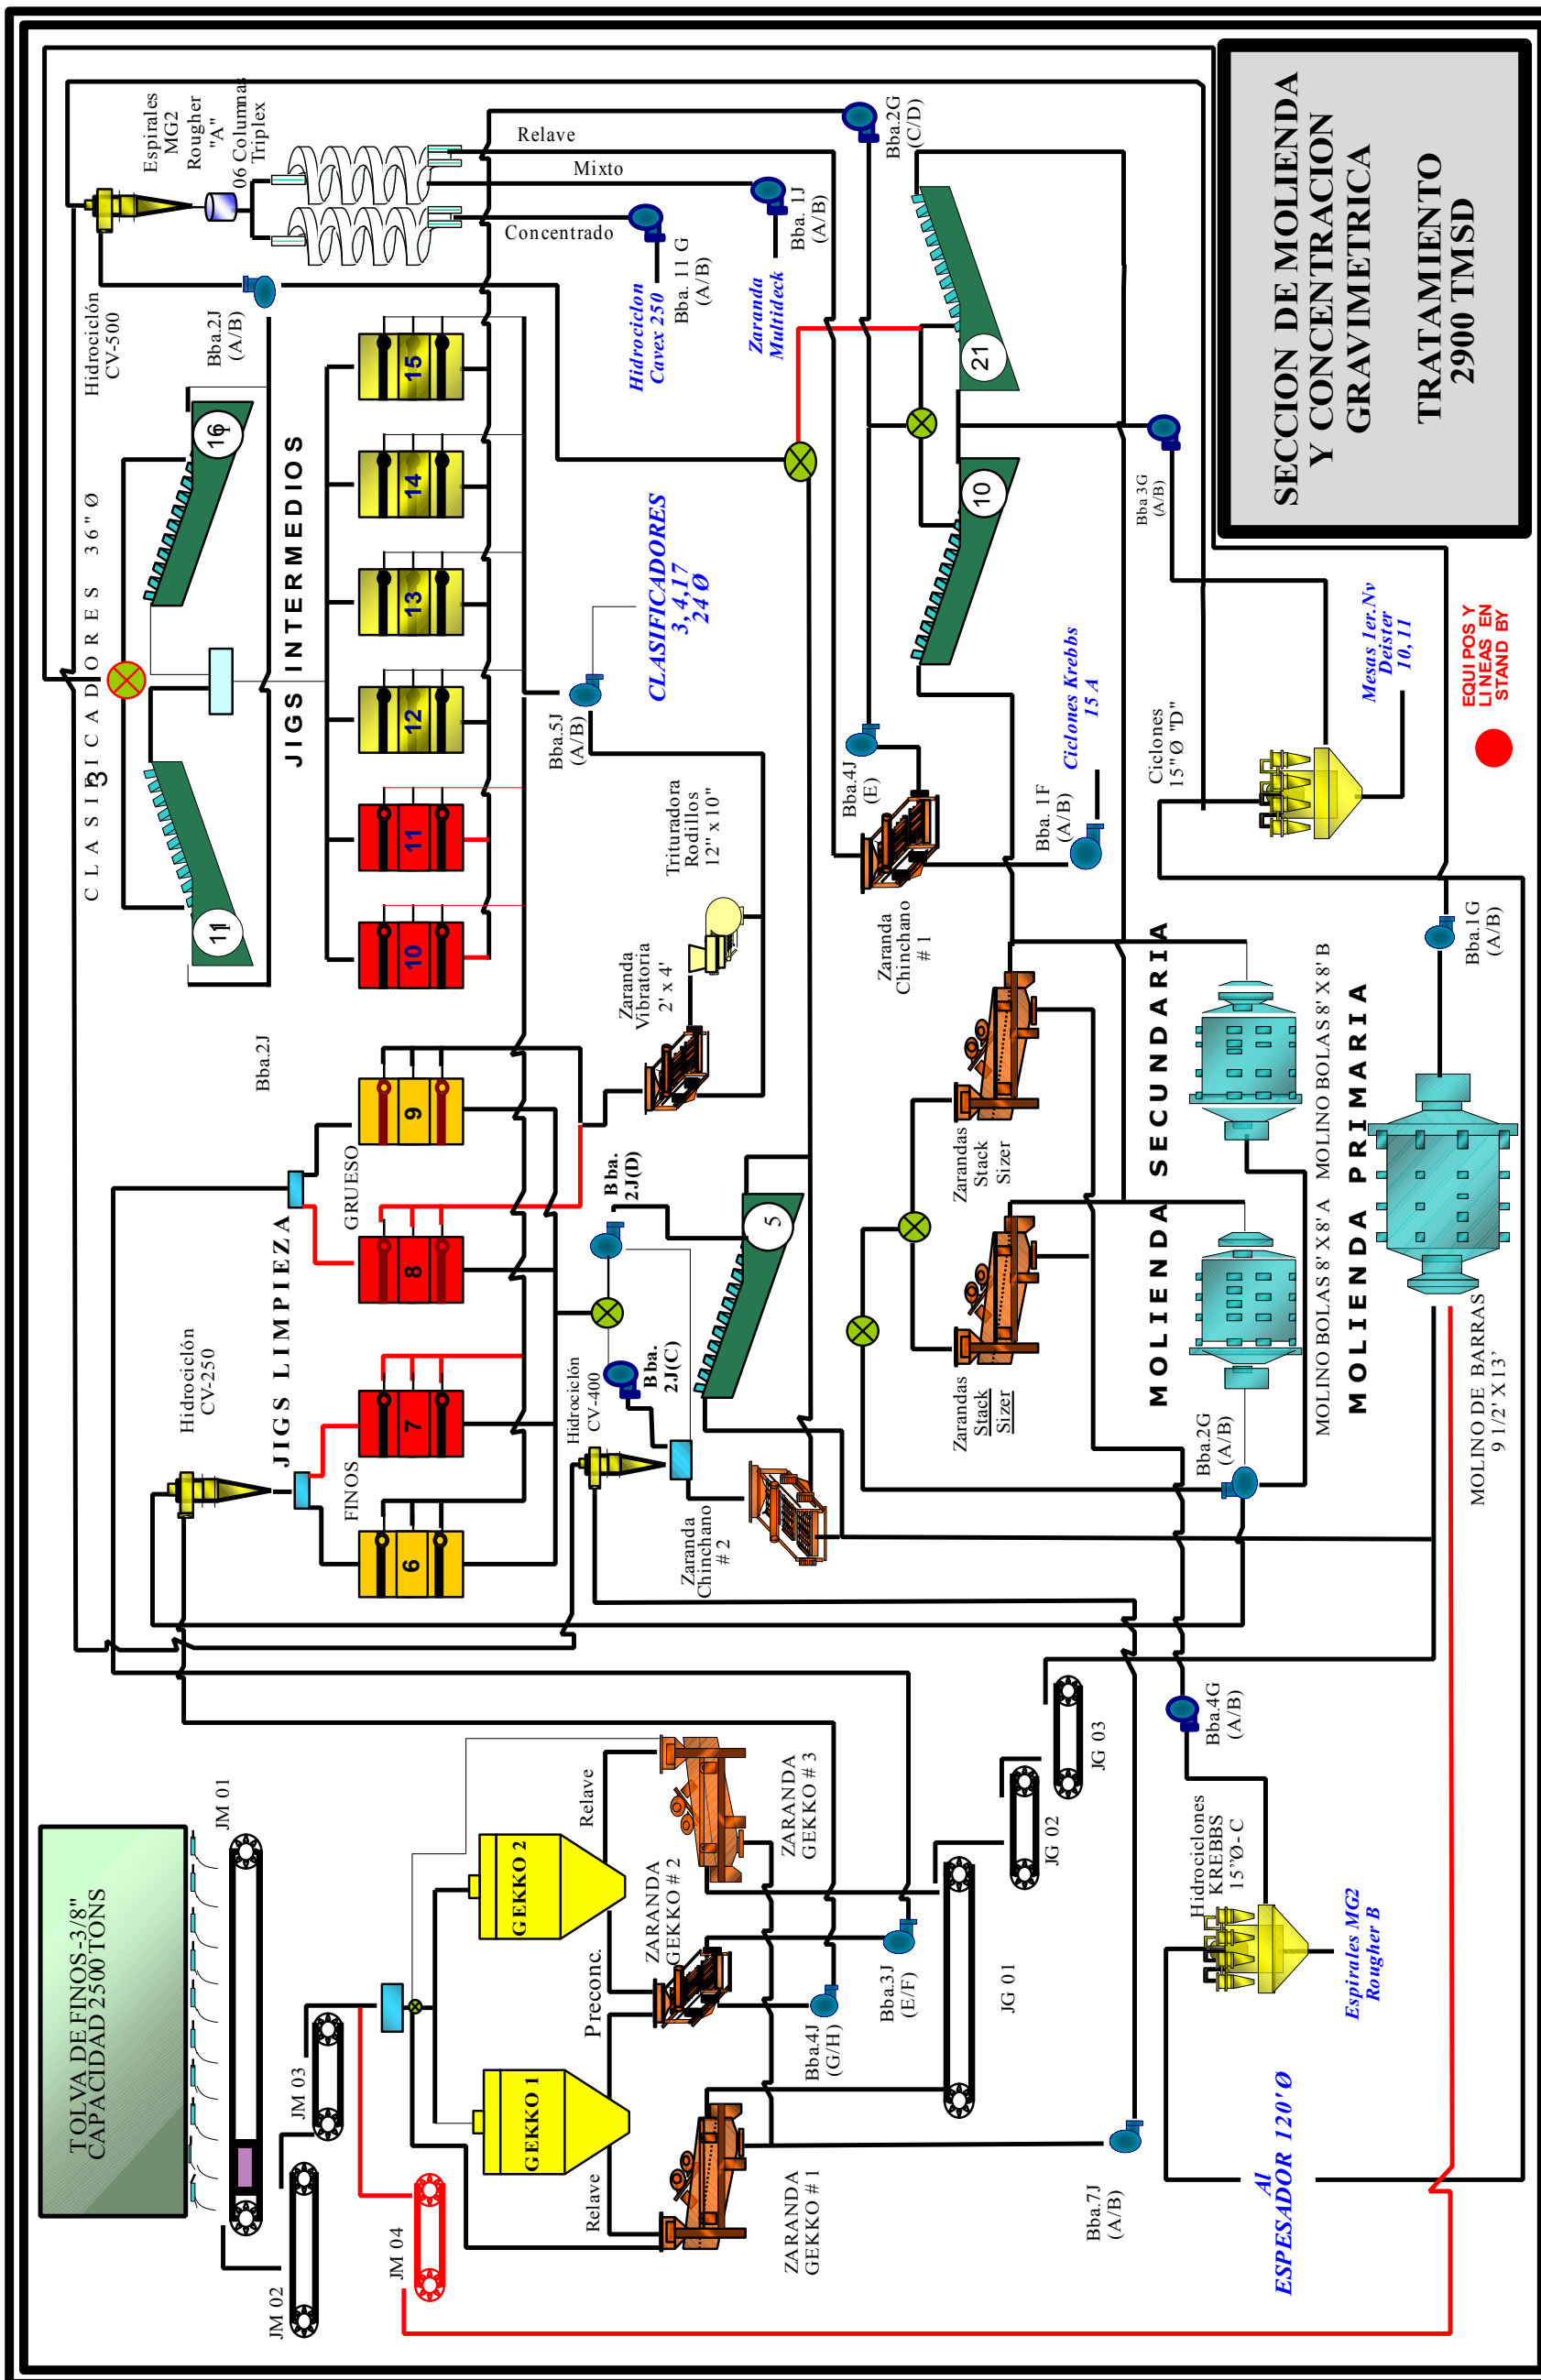 TOLVA DE FINOS -3/8"
CAPACIDAD 2500 TONS
JM 01
JM 02
JM 03
JM 04
GEKKO 1
GEKKO 2
Relave
Relave
Preconc.
ZARANDA
GEKKO # 1
ZARANDA
GEKKO # 2
ZARANDA
GEKKO # 3
Bba.4J
(G/H)
Bba.3J
(E/F)
Bba.7J
(A/B)
JG 01
JG 02
JG 03
Hidrociclones
KREBBS
15"Ø- C
Espirales MG2
Rougher B
Al
ESPESADOR 120' Ø
Bba.4G
(A/B)
Hidrociclón
CV-250
JIGS LIMPIEZA
FINOS
GRUESO
6
7
8
9
Bba.2J
Hidrociclón
CV-400
Bba.
2J(C)
Bba.
2J(D)
Zaranda
Chinchano
# 2
5
Zaranda
Vibratoria
2' x 4'
Trituradora
Rodillos
12" x 10"
CLASIFICADORES 36" Ø
3
11
16
Hidrociclón
CV-500
Bba.2J
(A/B)
JIGS INTERMEDIOS
10
11
12
13
14
15
Bba.5J
(A/B)
CLASIFICADORES
3, 4,17
24 Ø
Espirales
MG2
Rougher
"A"
06 Columnas
Triplex
Relave
Mixto
Concentrado
Hidrociclon
Cavex 250
Bba. 11 G
(A/B)
Zaranda
Multideck
Bba. 1J
(A/B)
Bba.2G
(C/D)
21
10
Bba 3G
(A/B)
Bba.4J
(E)
Zaranda
Chinchano
# 1
Bba. 1F
(A/B)
Ciclones Krebbs
15 A
Ciclones
15" Ø "D"
Mesas 1er.Nv
Deister
10, 11
Zarandas
Stack
Sizer
Zarandas
Stack
Sizer
MOLIENDA SECUNDARIA
Bba.2G
(A/B)
MOLINO BOLAS 8' X 8' A
MOLINO BOLAS 8' X 8' B
MOLIENDA PRIMARIA
MOLINO DE BARRAS
9 1/2' X 13'
Bba.1G
(A/B)
EQUIPOS Y
LINEAS EN
STAND BY
SECCION DE MOLIENDA
Y CONCENTRACION
GRAVIMETRICA
TRATAMIENTO
2900 TMSD